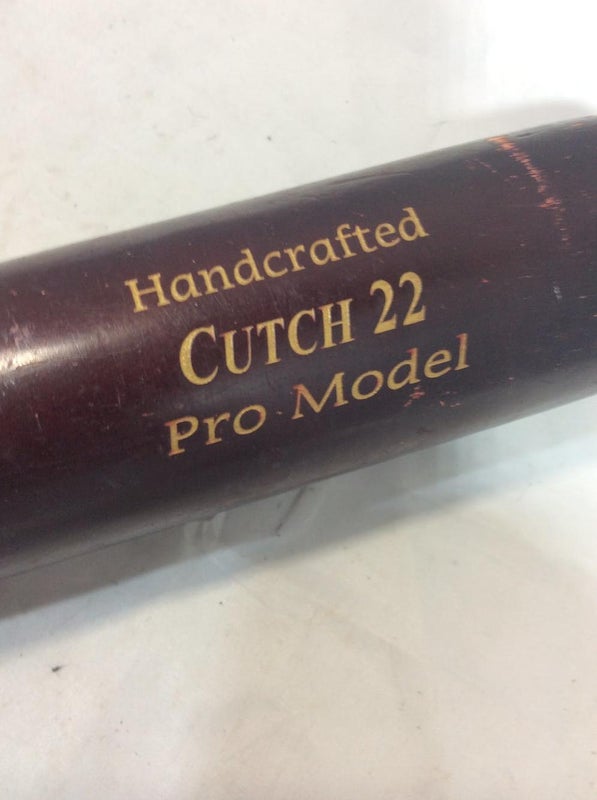 Handcrafted
CUTCH 22
Pro Model